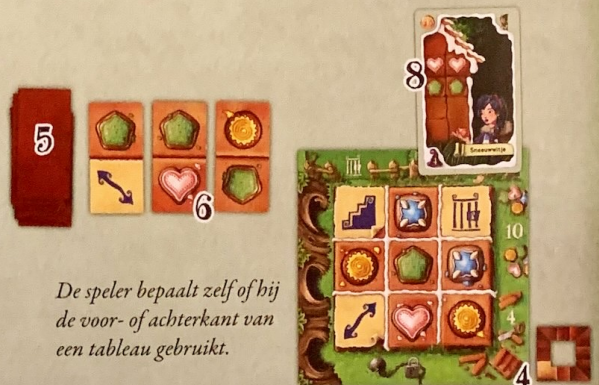 8
5
6
Sneeuwwitje
10
4
4
De speler bepaalt zelf of hij
de voor- of achterkant van
een tableau gebruikt.